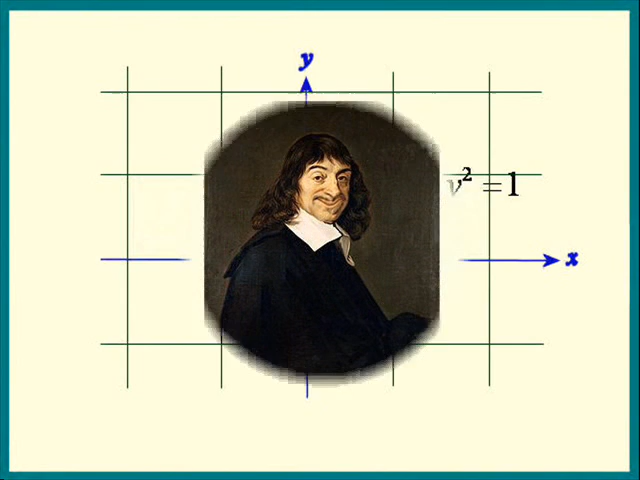 y
y² = 1
x